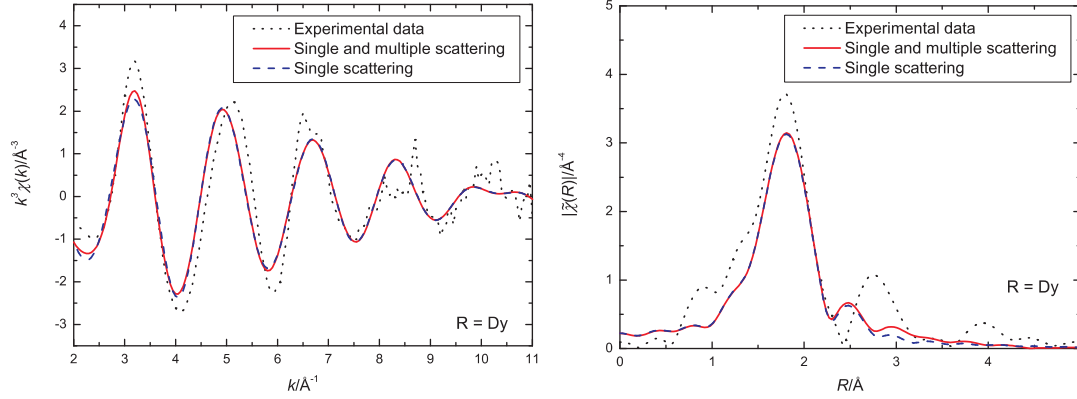 Experimental data
Single and multiple scattering
Single scattering
4
3
2
1
0
-1
-2
-3
k³χ(k)/Å⁻³
R = Dy
2 3 4 5 6 7 8 9 10 11
k/Å⁻¹
Experimental data
Single and multiple scattering
Single scattering
5
4
3
2
1
0
|χ̃(R)|/Å⁻⁴
R = Dy
0 1 2 3 4
R/Å